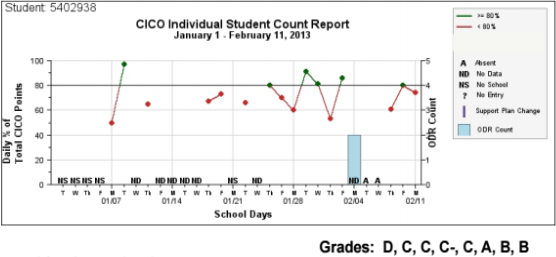 Student: 5402938
CICO Individual Student Count Report
January 1 - February 11, 2013
>= 80%
< 80%
A Absent
ND No Data
NS No School
? No Entry
Support Plan Change
ODR Count
Daily % of
Total CICO Points
100
80
60
40
20
0
5
4
3
2
1
0
ODR Count
NS NS NS NS ND ND ND ND ND NS ND ND A A
T W Th F M T W Th F M T W Th F M T W Th F M T W Th F M T W Th F M
01/07 01/14 01/21 01/28 02/04 02/11
School Days
Grades: D, C, C, C-, C, A, B, B